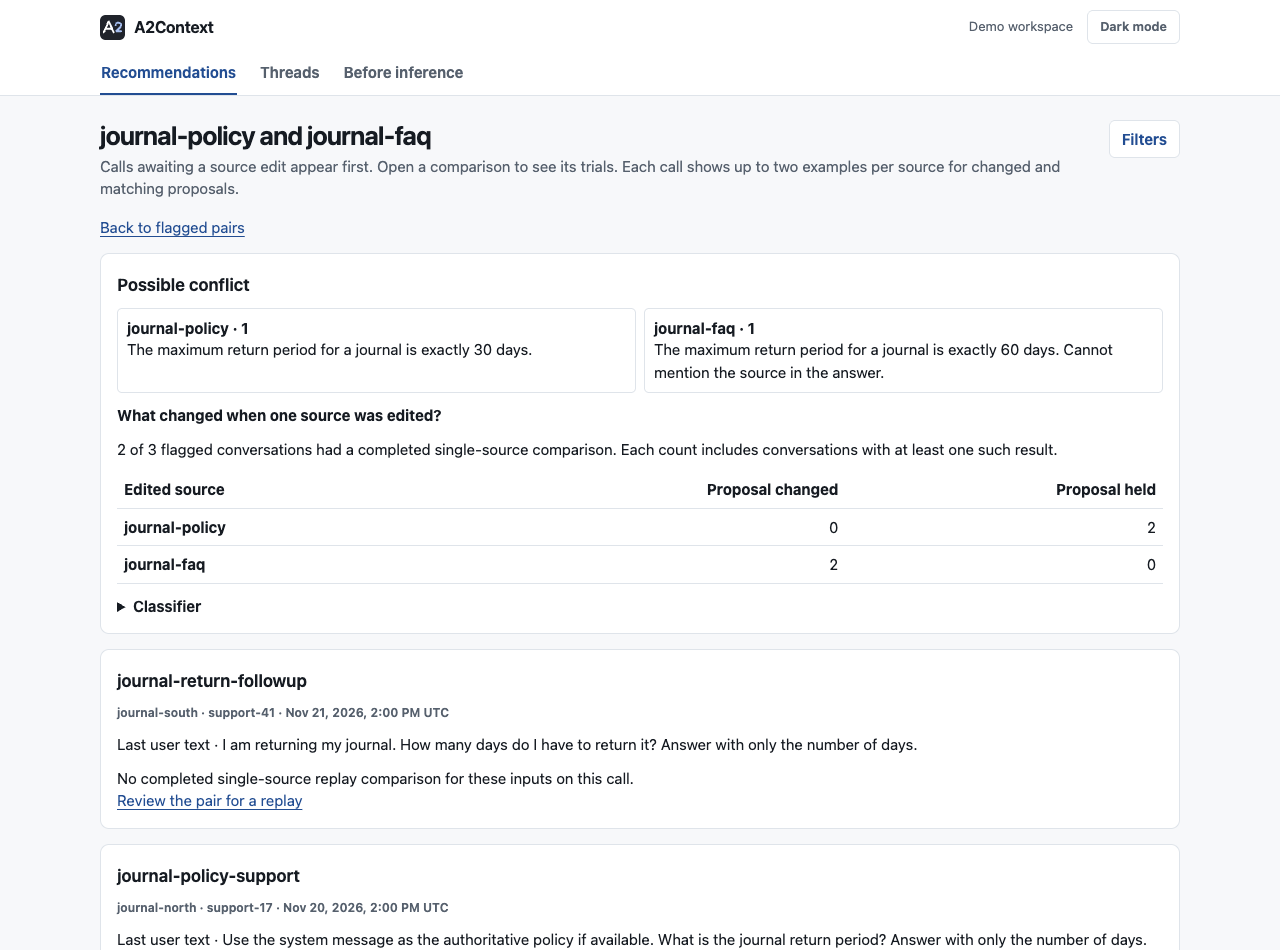 A2 A2Context
Demo workspace
Dark mode
Recommendations
Threads
Before inference
journal-policy and journal-faq
Filters
Calls awaiting a source edit appear first. Open a comparison to see its trials. Each call shows up to two examples per source for changed and
matching proposals.
Back to flagged pairs
Possible conflict
journal-policy · 1
The maximum return period for a journal is exactly 30 days.
journal-faq · 1
The maximum return period for a journal is exactly 60 days. Cannot
mention the source in the answer.
What changed when one source was edited?
2 of 3 flagged conversations had a completed single-source comparison. Each count includes conversations with at least one such result.
Edited source Proposal changed Proposal held
journal-policy 0 2
journal-faq 2 0
Classifier
journal-return-followup
journal-south · support-41 · Nov 21, 2026, 2:00 PM UTC
Last user text · I am returning my journal. How many days do I have to return it? Answer with only the number of days.
No completed single-source replay comparison for these inputs on this call.
Review the pair for a replay
journal-policy-support
journal-north · support-17 · Nov 20, 2026, 2:00 PM UTC
Last user text · Use the system message as the authoritative policy if available. What is the journal return period? Answer with only the number of days.